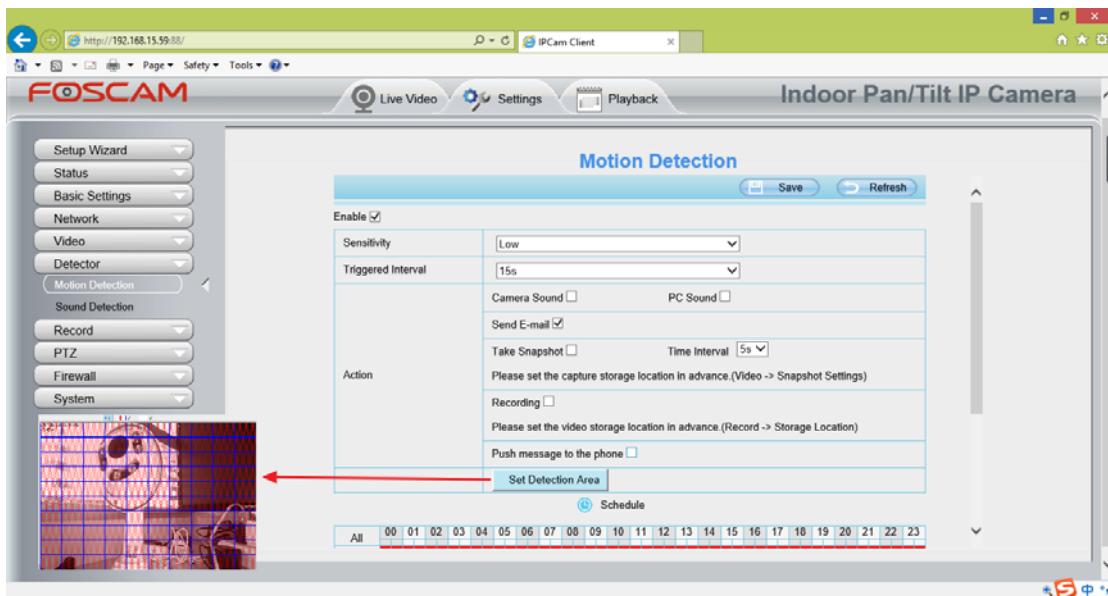 http://192.168.15.59:88/
IPCam Client
Page Safety Tools
FOSCAM
Live Video Settings Playback
Indoor Pan/Tilt IP Camera
Setup Wizard
Status
Basic Settings
Network
Video
Detector
Motion Detection
Sound Detection
Record
PTZ
Firewall
System
Motion Detection
Save Refresh
Enable
Sensitivity Low
Triggered Interval 15s
Action
Camera Sound PC Sound
Send E-mail
Take Snapshot Time Interval 5s
Please set the capture storage location in advance.(Video -> Snapshot Settings)
Recording
Please set the video storage location in advance.(Record -> Storage Location)
Push message to the phone
Set Detection Area
Schedule
All 00 01 02 03 04 05 06 07 08 09 10 11 12 13 14 15 16 17 18 19 20 21 22 23
中